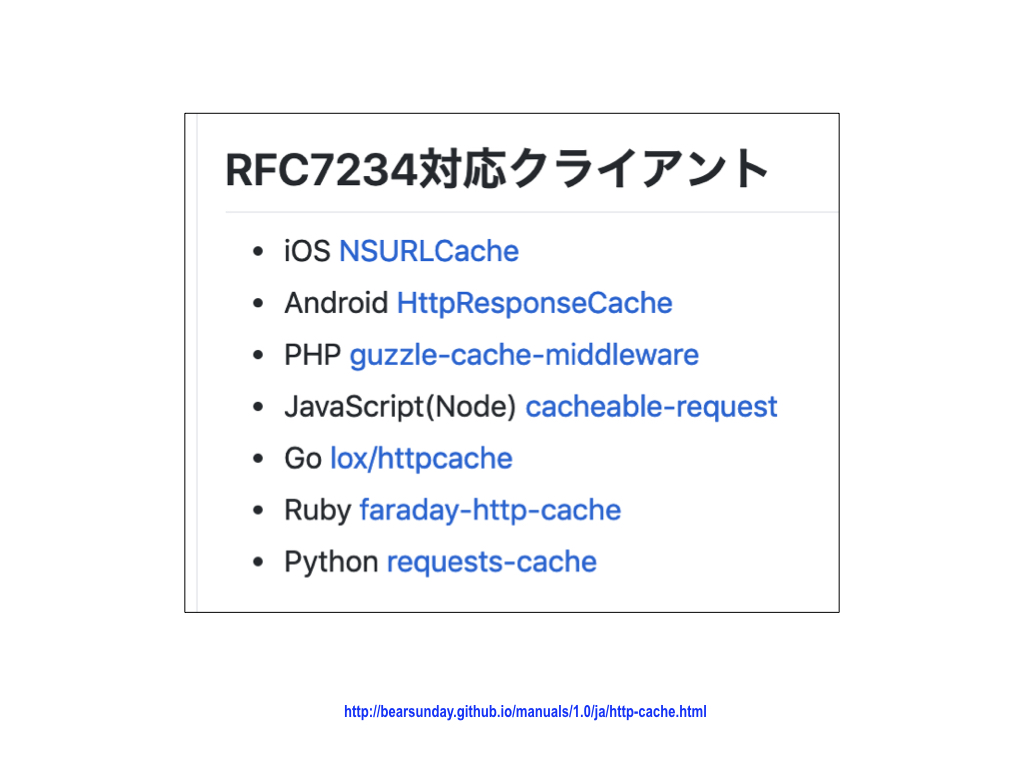 RFC7234対応クライアント
• iOS NSURLCache
• Android HttpResponseCache
• PHP guzzle-cache-middleware
• JavaScript(Node) cacheable-request
• Go lox/httpcache
• Ruby faraday-http-cache
• Python requests-cache
http://bearsunday.github.io/manuals/1.0/ja/http-cache.html